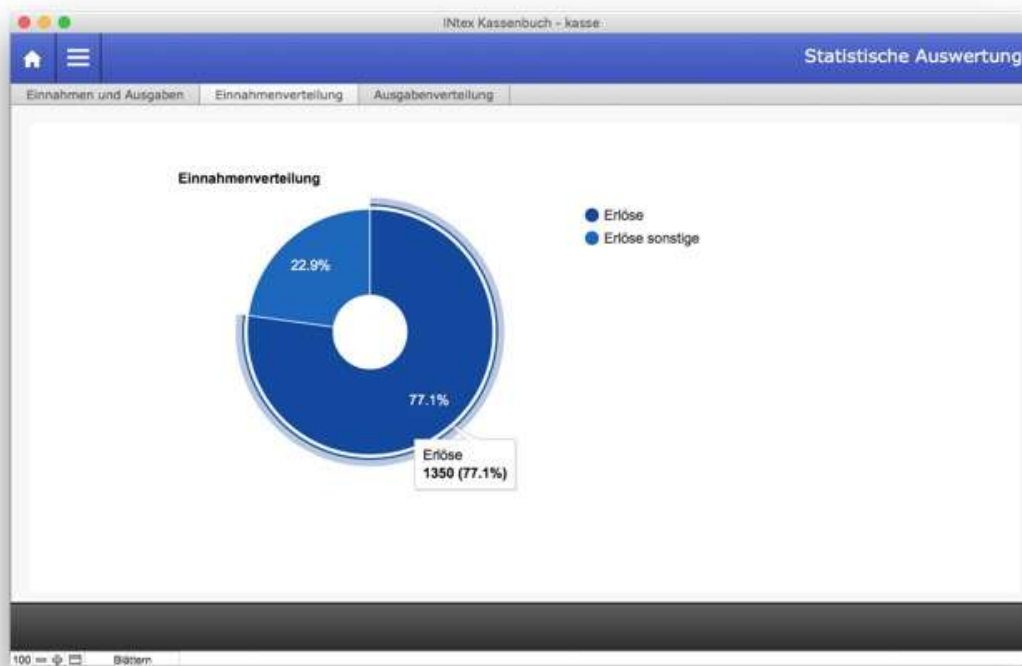 INtex Kassenbuch - kasse
Statistische Auswertung
Einnahmen und Ausgaben Einnahmenverteilung Ausgabenverteilung
Einnahmenverteilung
Erlöse
Erlöse sonstige
22.9%
77.1%
Erlöse
1350 (77.1%)
100 Blättern